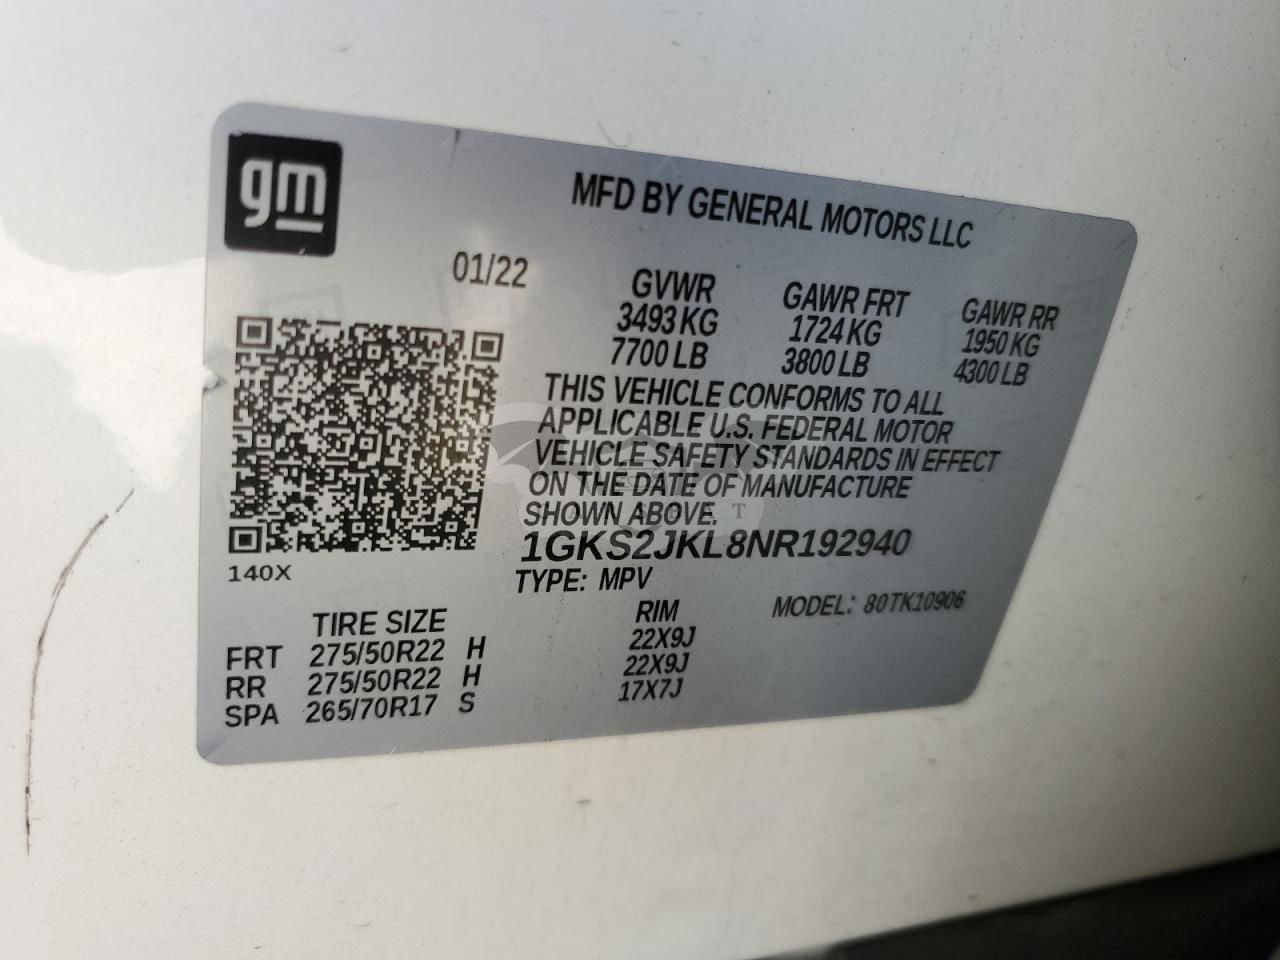 gm
MFD BY GENERAL MOTORS LLC
01/22
GVWR GAWR FRT GAWR RR
3493 KG 1724 KG 1950 KG
7700 LB 3800 LB 4300 LB
THIS VEHICLE CONFORMS TO ALL
APPLICABLE U.S. FEDERAL MOTOR
VEHICLE SAFETY STANDARDS IN EFFECT
ON THE DATE OF MANUFACTURE
SHOWN ABOVE.
1GKS2JKL8NR192940
140X
TYPE: MPV MODEL: 80TK10906
TIRE SIZE RIM
FRT 275/50R22 H 22X9J
RR 275/50R22 H 22X9J
SPA 265/70R17 S 17X7J